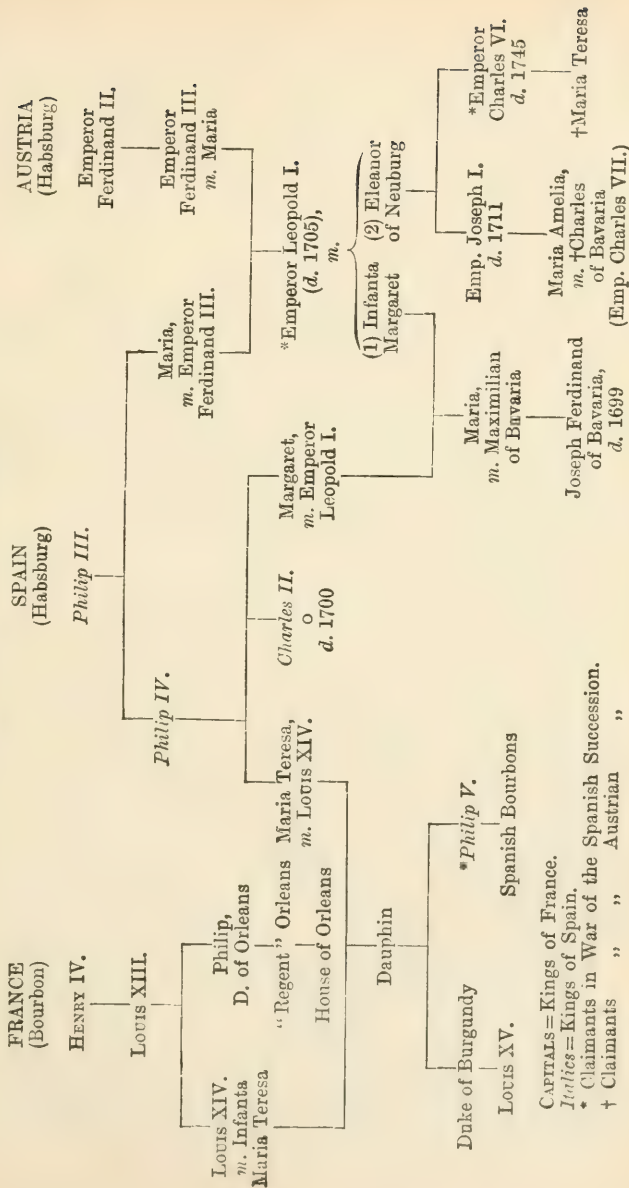 FRANCE
(Bourbon)
HENRY IV.
LOUIS XIII.
LOUIS XIV.
m. Infanta
Maria Teresa
Philip,
D. of Orleans
"Regent" Orleans
House of Orleans
SPAIN
(Habsburg)
Philip III.
Philip IV.
Maria,
m. Emperor
Ferdinand III.
Maria Teresa,
m. LOUIS XIV.
Charles II.
O
d. 1700
Margaret,
m. Emperor
Leopold I.
AUSTRIA
(Habsburg)
Emperor
Ferdinand II.
Emperor
Ferdinand III.
m. Maria
*Emperor Leopold I.
(d. 1705),
m.
(1) Infanta
Margaret
(2) Eleanor
of Neuburg
Dauphin
Duke of Burgundy
LOUIS XV.
*Philip V.
Spanish Bourbons
Maria,
m. Maximilian
of Bavaria
Joseph Ferdinand
of Bavaria,
d. 1699
Emp. Joseph I.
d. 1711
Maria Amelia,
m. †Charles
of Bavaria
(Emp. Charles VII.)
*Emperor
Charles VI.
d. 1745
†Maria Teresa
CAPITALS=Kings of France.
Italics=Kings of Spain.
* Claimants in War of the Spanish Succession.
† Claimants ,, ,, Austrian ,,